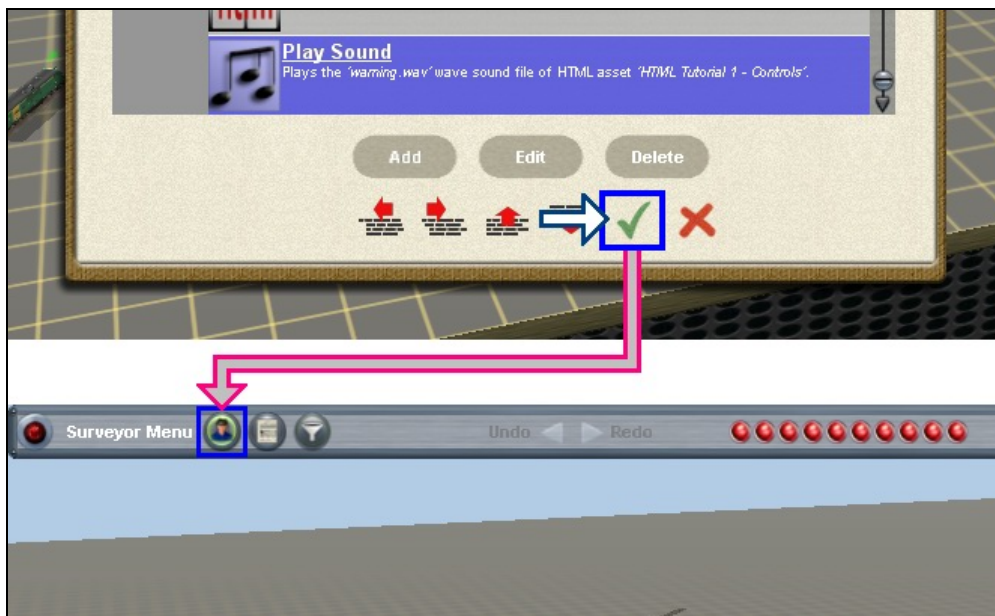 Html
Play Sound
Plays the 'warning.wav' wave sound file of HTML asset 'HTML Tutorial 1 - Controls'.
Add Edit Delete
Surveyor Menu Undo Redo